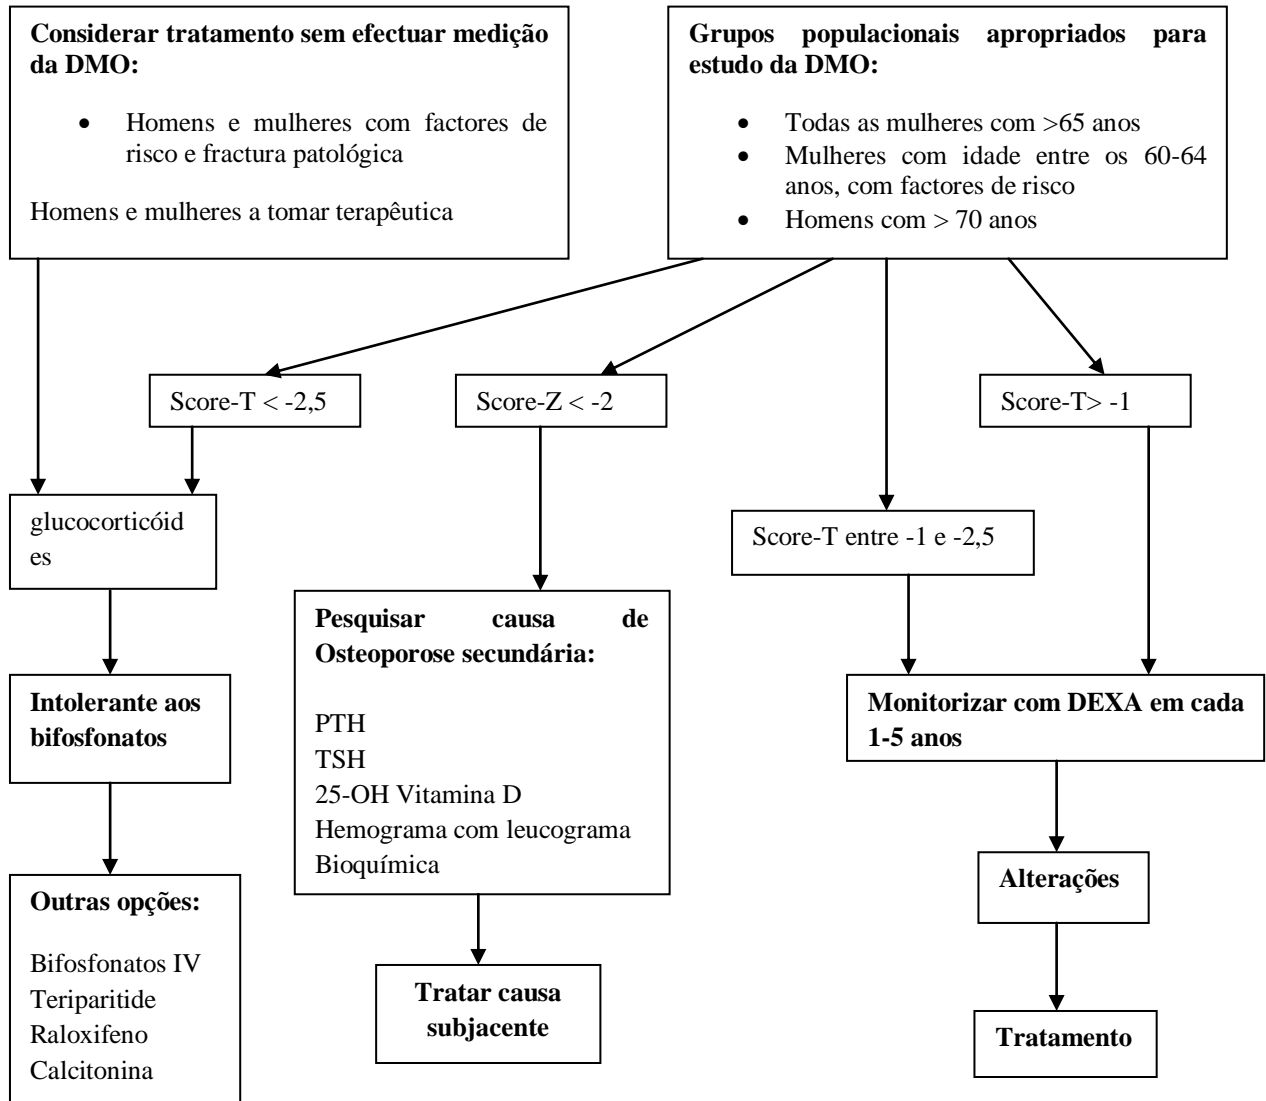 Considerar tratamento sem efectuar medição
da DMO:
• Homens e mulheres com factores de
risco e fractura patológica
Homens e mulheres a tomar terapêutica
Grupos populacionais apropriados para
estudo da DMO:
• Todas as mulheres com >65 anos
• Mulheres com idade entre os 60-64
anos, com factores de risco
• Homens com > 70 anos
Score-T < -2,5
Score-Z < -2
Score-T> -1
glucocorticóid
es
Score-T entre -1 e -2,5
Pesquisar causa de
Osteoporose secundária:
PTH
TSH
25-OH Vitamina D
Hemograma com leucograma
Bioquímica
Intolerante aos
bifosfonatos
Monitorizar com DEXA em cada
1-5 anos
Outras opções:
Bifosfonatos IV
Teriparitide
Raloxifeno
Calcitonina
Alterações
Tratar causa
subjacente
Tratamento